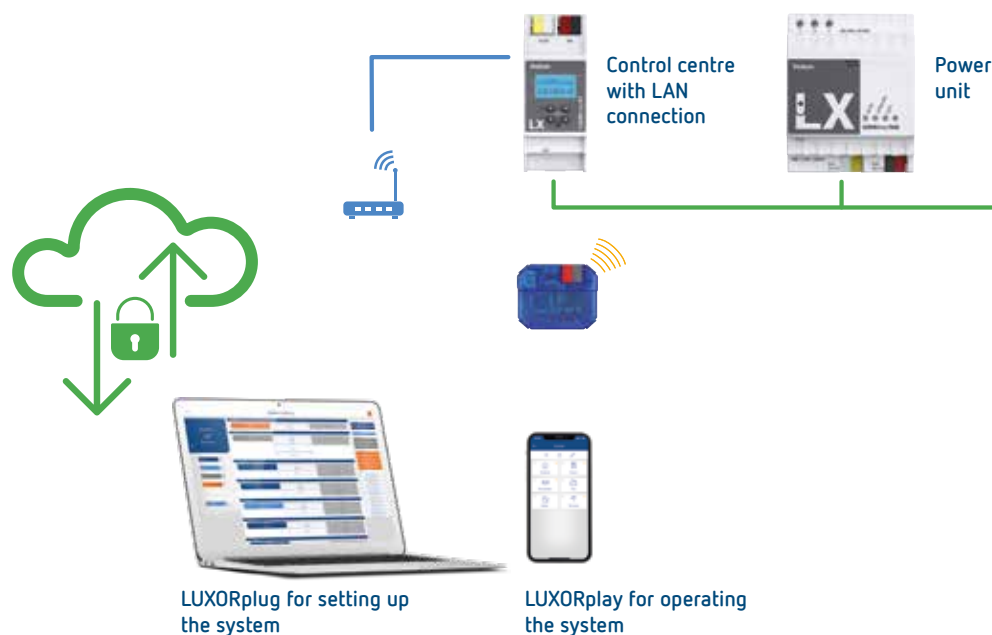 Control centre
with LAN
connection
Power
unit
LX
LX
LUXORplug for setting up
the system
LUXORplay for operating
the system